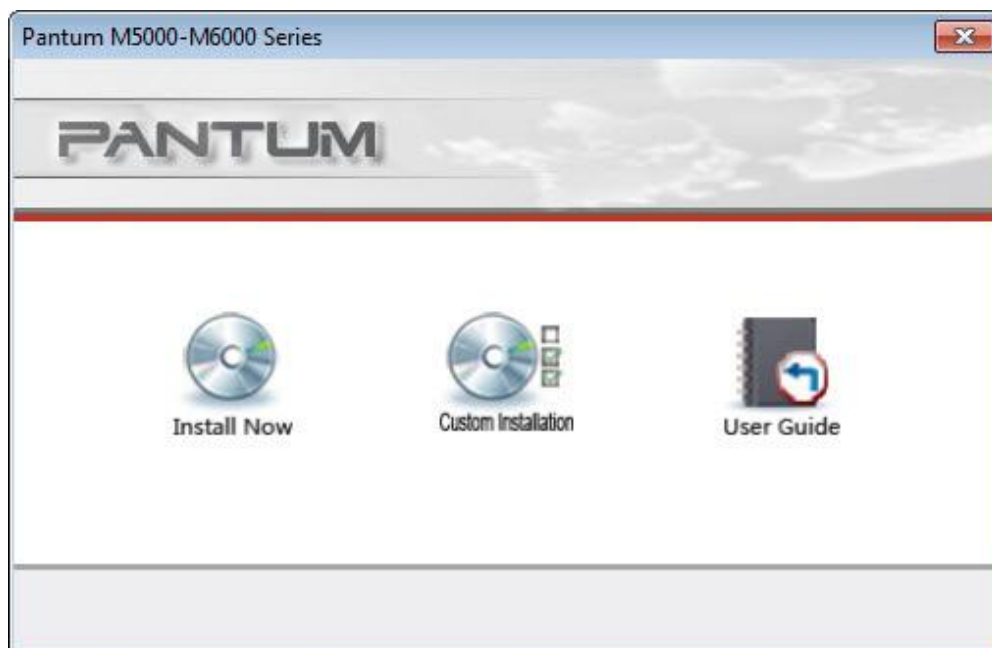 Pantum M5000-M6000 Series
PANTUM
Install Now
Custom Installation
User Guide